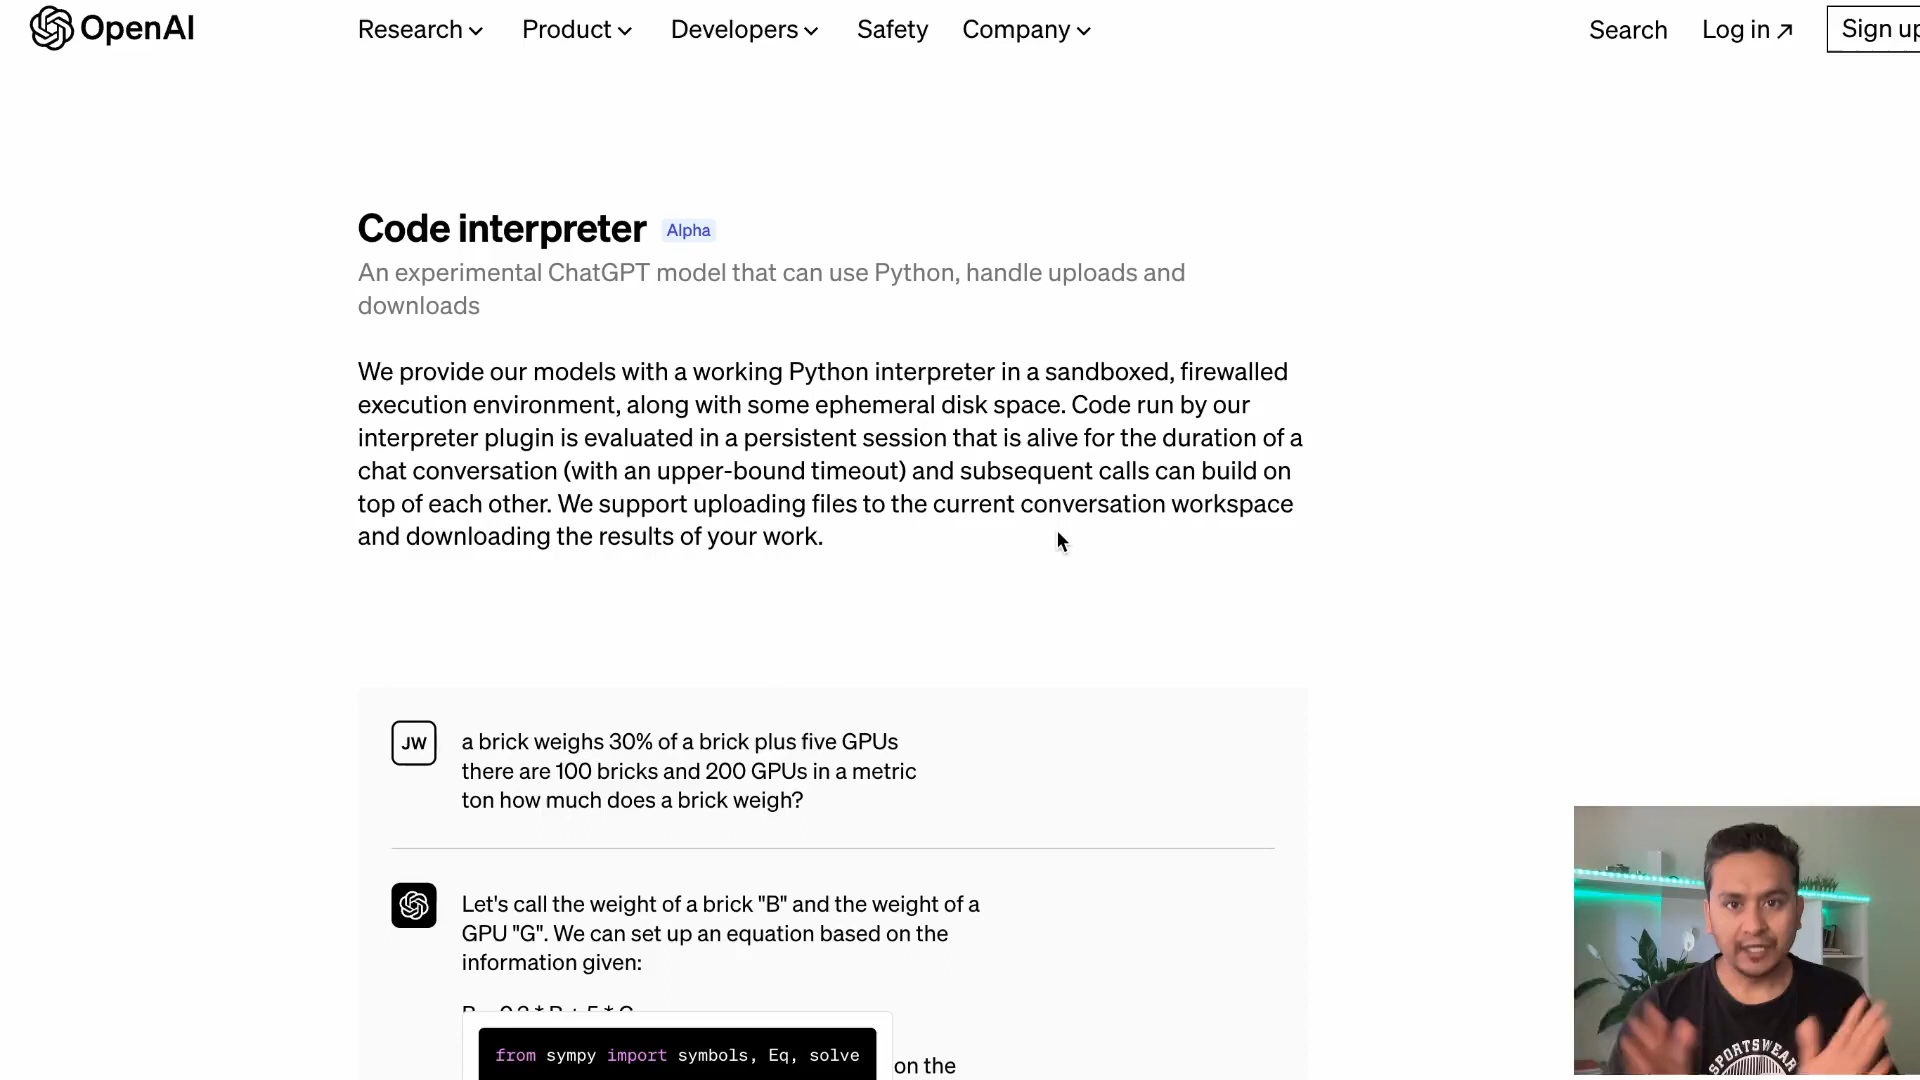 OpenAI
Research
Product
Developers
Safety
Company
Search
Log in ↗
Sign up
Code interpreter Alpha
An experimental ChatGPT model that can use Python, handle uploads and
downloads
We provide our models with a working Python interpreter in a sandboxed, firewalled
execution environment, along with some ephemeral disk space. Code run by our
interpreter plugin is evaluated in a persistent session that is alive for the duration of a
chat conversation (with an upper-bound timeout) and subsequent calls can build on
top of each other. We support uploading files to the current conversation workspace
and downloading the results of your work.
JW
a brick weighs 30% of a brick plus five GPUs
there are 100 bricks and 200 GPUs in a metric
ton how much does a brick weigh?
Let's call the weight of a brick "B" and the weight of a
GPU "G". We can set up an equation based on the
information given:
from sympy import symbols, Eq, solve
on the
SPORTSWEAR